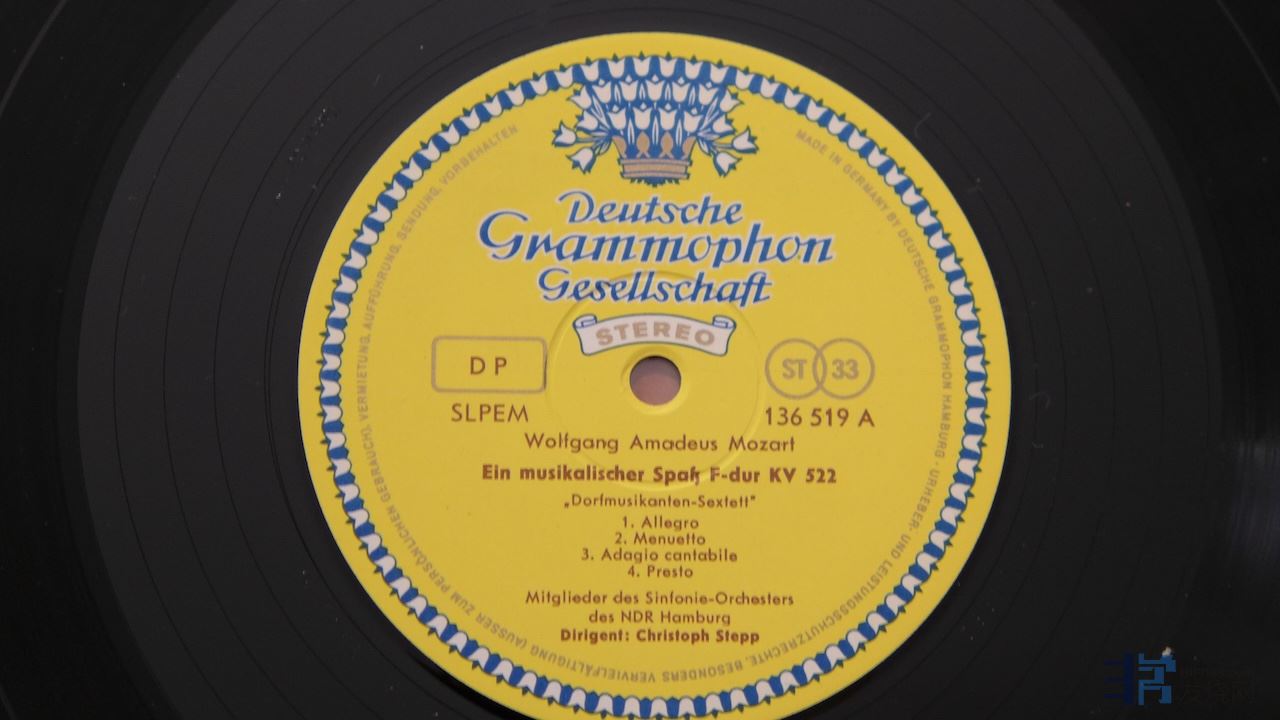 Deutsche
Grammophon
Gesellschaft
STEREO
DP
ST 33
SLPEM
136 519 A
Wolfgang Amadeus Mozart
Ein musikalischer Spaß F-dur KV 522
„Dorfmusikanten-Sextett"
1. Allegro
2. Menuetto
3. Adagio cantabile
4. Presto
Mitglieder des Sinfonie-Orchesters
des NDR Hamburg
Dirigent: Christoph Stepp
MADE IN GERMANY BY DEUTSCHE GRAMMOPHON HAMBURG · URHEBER- UND LEISTUNGSSCHUTZRECHTE, BESONDERS VERVIELFÄLTIGUNG (AUSSER ZUM PERSÖNLICHEN GEBRAUCH), VERMIETUNG, AUFFÜHRUNG, SENDUNG, VORBEHALTEN